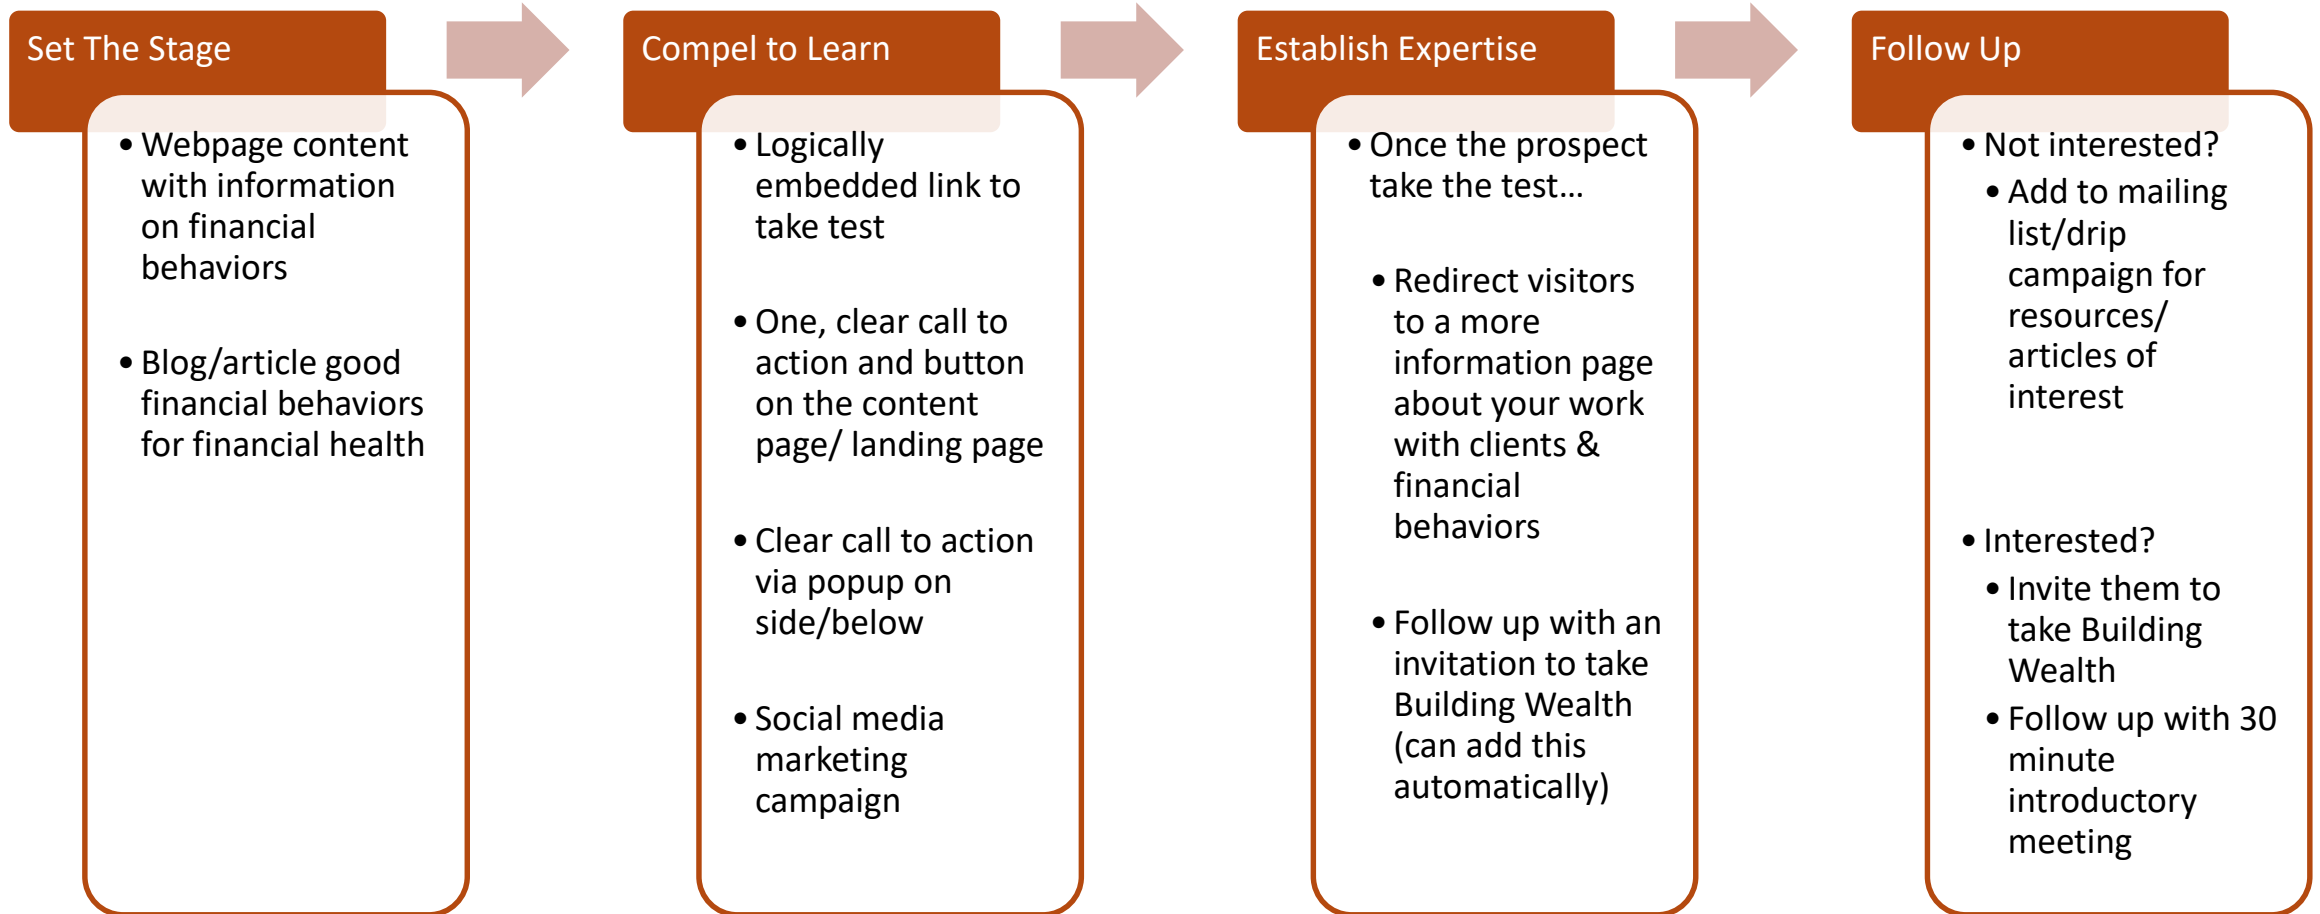 Set The Stage
• Webpage content
with information
on financial
behaviors
• Blog/article good
financial behaviors
for financial health
Compel to Learn
• Logically
embedded link to
take test
• One, clear call to
action and button
on the content
page/ landing page
• Clear call to action
via popup on
side/below
• Social media
marketing
campaign
Establish Expertise
• Once the prospect
take the test...
• Redirect visitors
to a more
information page
about your work
with clients &
financial
behaviors
• Follow up with an
invitation to take
Building Wealth
(can add this
automatically)
Follow Up
• Not interested?
• Add to mailing
list/drip
campaign for
resources/
articles of
interest
• Interested?
• Invite them to
take Building
Wealth
• Follow up with 30
minute
introductory
meeting